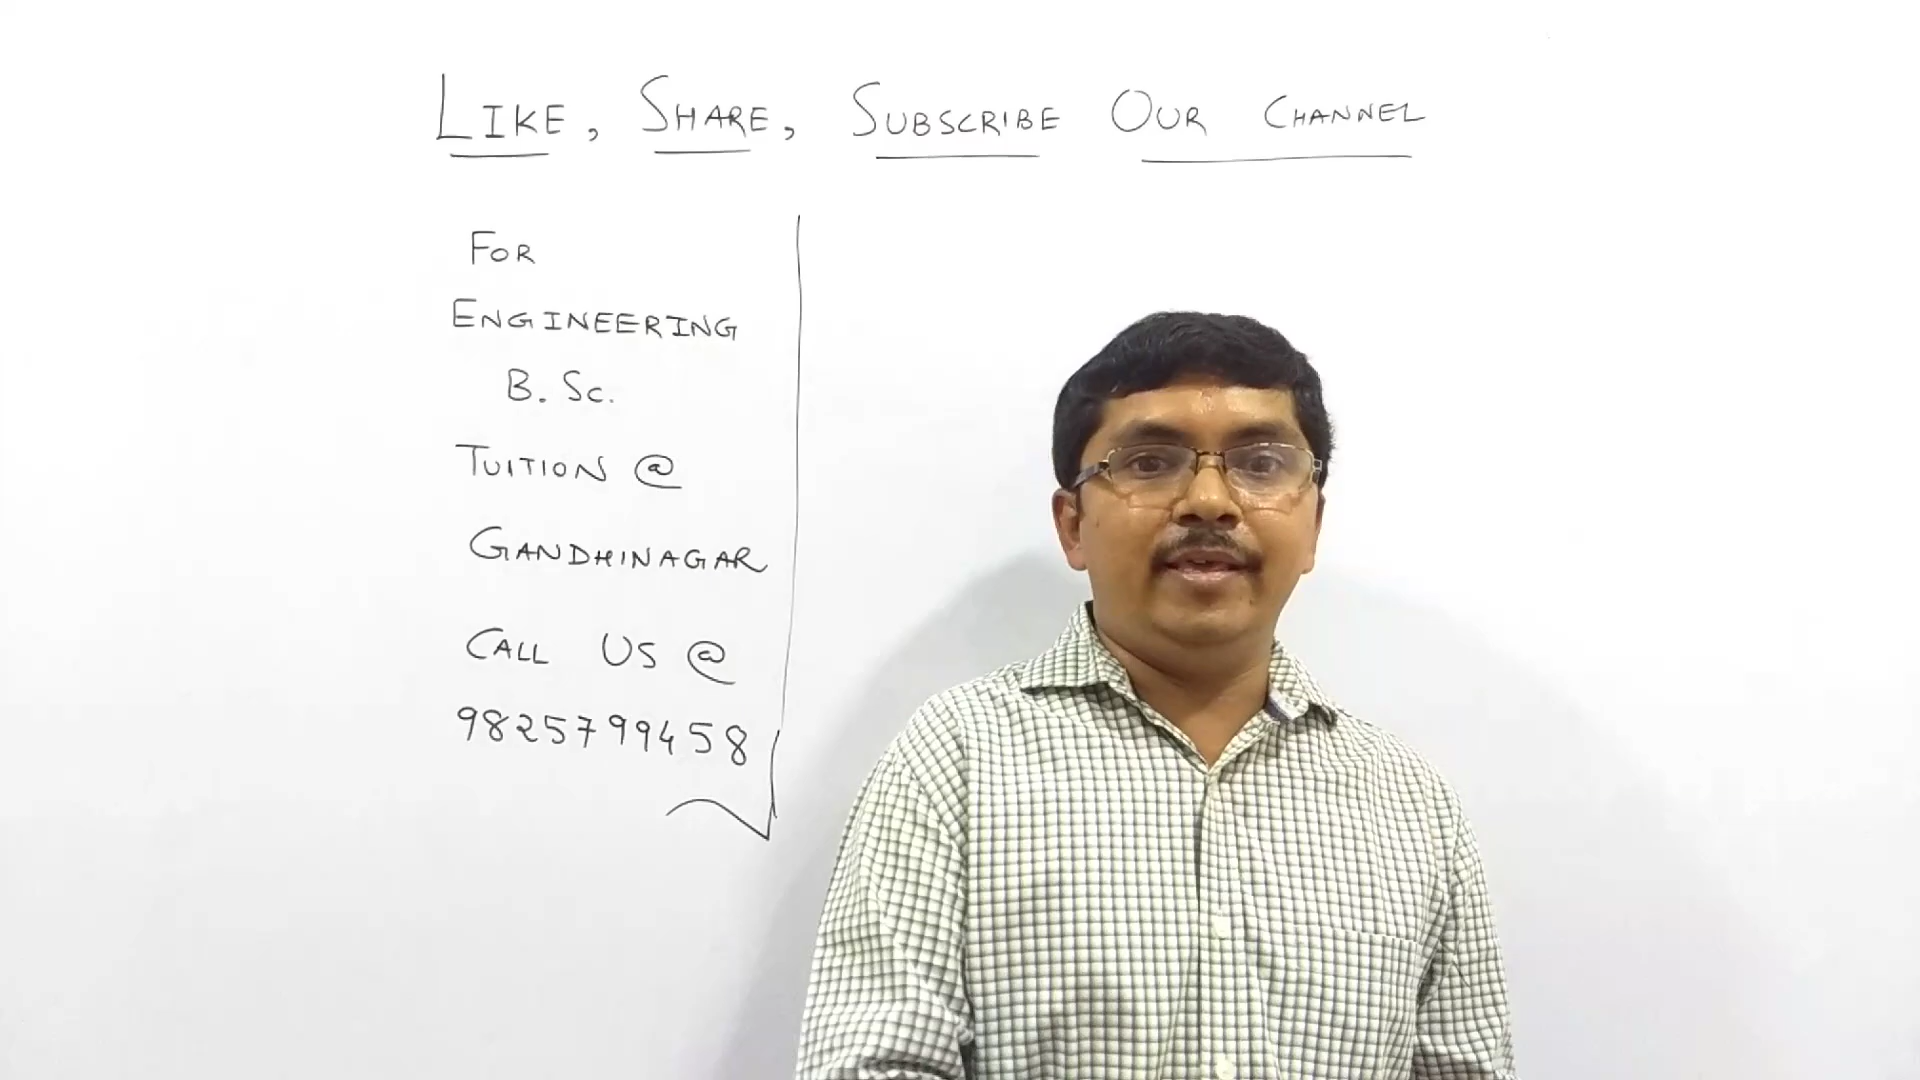 LIKE, SHARE, SUBSCRIBE OUR CHANNEL
FOR
ENGINEERING
B. Sc.
TUITION @
GANDHINAGAR
CALL US @
9825799458